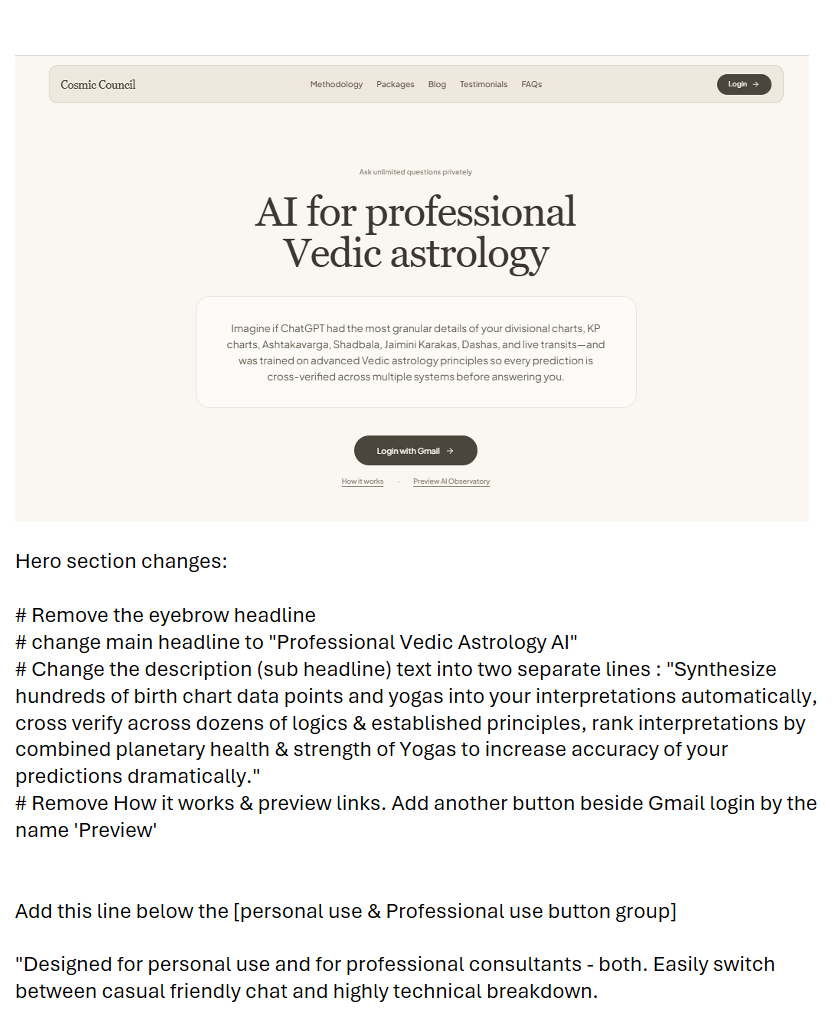 Cosmic Council
Methodology Packages Blog Testimonials FAQs
Login →
Ask unlimited questions privately
AI for professional
Vedic astrology
Imagine if ChatGPT had the most granular details of your divisional charts, KP
charts, Ashtakavarga, Shadbala, Jaimini Karakas, Dashas, and live transits—and
was trained on advanced Vedic astrology principles so every prediction is
cross-verified across multiple systems before answering you.
Login with Gmail →
How it works · Preview AI Observatory
Hero section changes:
# Remove the eyebrow headline
# change main headline to "Professional Vedic Astrology AI"
# Change the description (sub headline) text into two separate lines : "Synthesize
hundreds of birth chart data points and yogas into your interpretations automatically,
cross verify across dozens of logics & established principles, rank interpretations by
combined planetary health & strength of Yogas to increase accuracy of your
predictions dramatically."
# Remove How it works & preview links. Add another button beside Gmail login by the
name 'Preview'
Add this line below the [personal use & Professional use button group]
"Designed for personal use and for professional consultants - both. Easily switch
between casual friendly chat and highly technical breakdown.